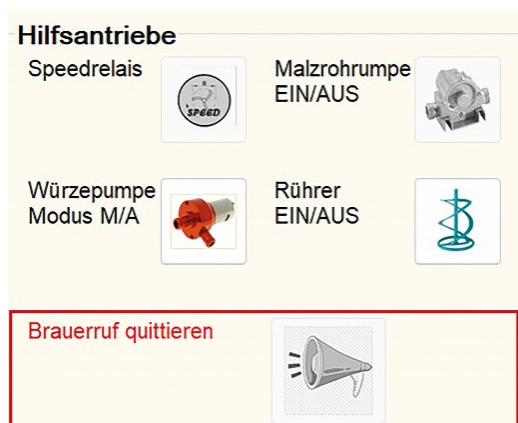 Hilfsantriebe
Speedrelais
SPEED
Malzrohrumpe
EIN/AUS
Würzepumpe
Modus M/A
Rührer
EIN/AUS
Brauerruf quittieren